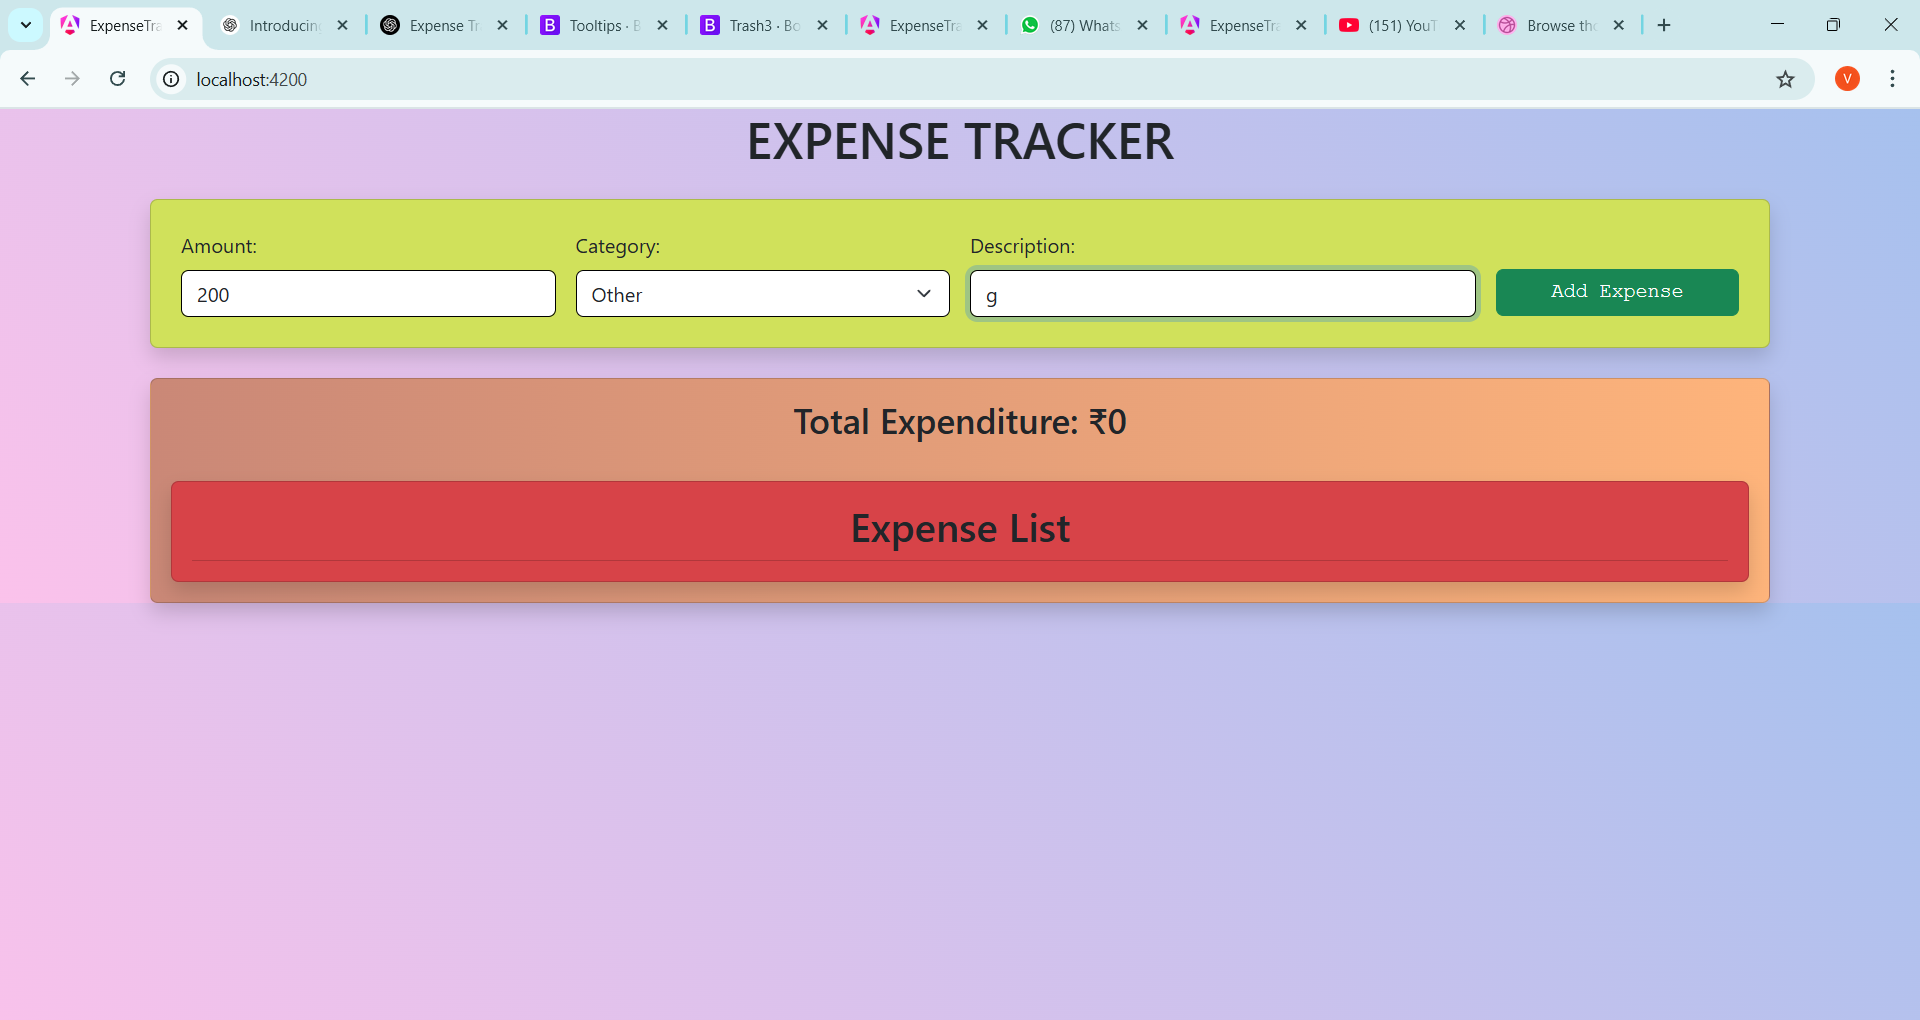 ExpenseTra
Introducin
Expense Tr
Tooltips · B
Trash3 · Bo
ExpenseTra
(87) Whats
ExpenseTra
(151) YouT
Browse tho
localhost:4200
V
EXPENSE TRACKER
Amount:
Category:
Description:
200
Other
g
Add Expense
Total Expenditure: ₹0
Expense List